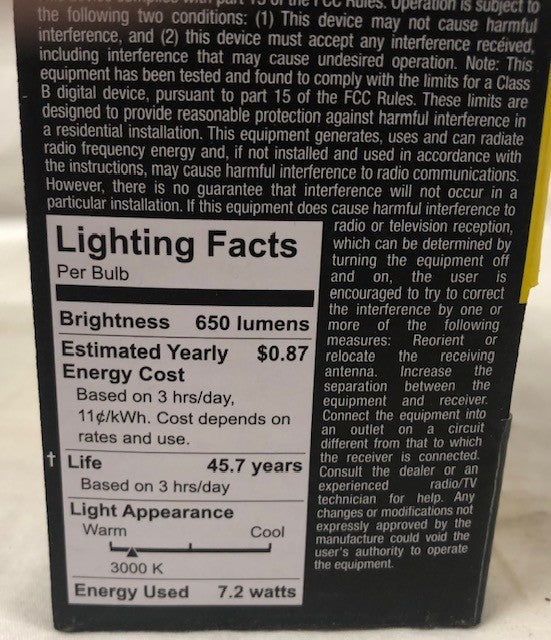 part 15 of the FCC Rules. Operation is subject to
the following two conditions: (1) This device may not cause harmful
interference, and (2) this device must accept any interference received,
including interference that may cause undesired operation. Note: This
equipment has been tested and found to comply with the limits for a Class
B digital device, pursuant to part 15 of the FCC Rules. These limits are
designed to provide reasonable protection against harmful interference in
a residential installation. This equipment generates, uses and can radiate
radio frequency energy and, if not installed and used in accordance with
the instructions, may cause harmful interference to radio communications.
However, there is no guarantee that interference will not occur in a
particular installation. If this equipment does cause harmful interference to
radio or television reception,
which can be determined by
turning the equipment off
and on, the user is
encouraged to try to correct
the interference by one or
more of the following
measures: Reorient or
relocate the receiving
antenna. Increase the
separation between the
equipment and receiver.
Connect the equipment into
an outlet on a circuit
different from that to which
the receiver is connected.
Consult the dealer or an
experienced radio/TV
technician for help. Any
changes or modifications not
expressly approved by the
manufacture could void the
user's authority to operate
the equipment.
Lighting Facts
Per Bulb
Brightness 650 lumens
Estimated Yearly $0.87
Energy Cost
Based on 3 hrs/day,
11¢/kWh. Cost depends on
rates and use.
† Life 45.7 years
Based on 3 hrs/day
Light Appearance
Warm Cool
3000 K
Energy Used 7.2 watts